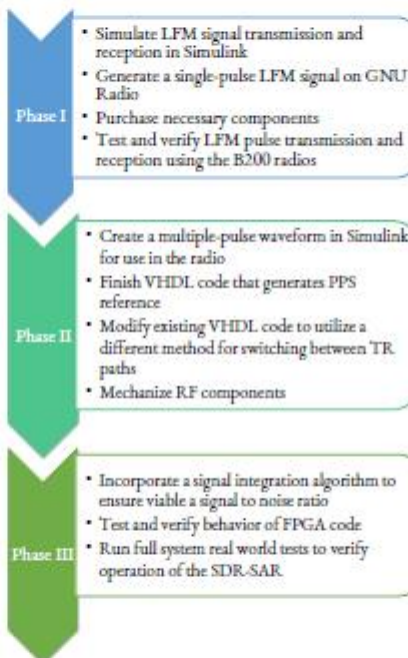 Phase I
• Simulate LFM signal transmission and
reception in Simulink
• Generate a single-pulse LFM signal on GNU
Radio
• Purchase necessary components
• Test and verify LFM pulse transmission and
reception using the B200 radios
Phase II
• Create a multiple-pulse waveform in Simulink
for use in the radio
• Finish VHDL code that generates PPS
reference
• Modify existing VHDL code to utilize a
different method for switching between TR
paths
• Mechanize RF components
Phase III
• Incorporate a signal integration algorithm to
ensure viable a signal to noise ratio
• Test and verify behavior of FPGA code
• Run full system real world tests to verify
operation of the SDR-SAR